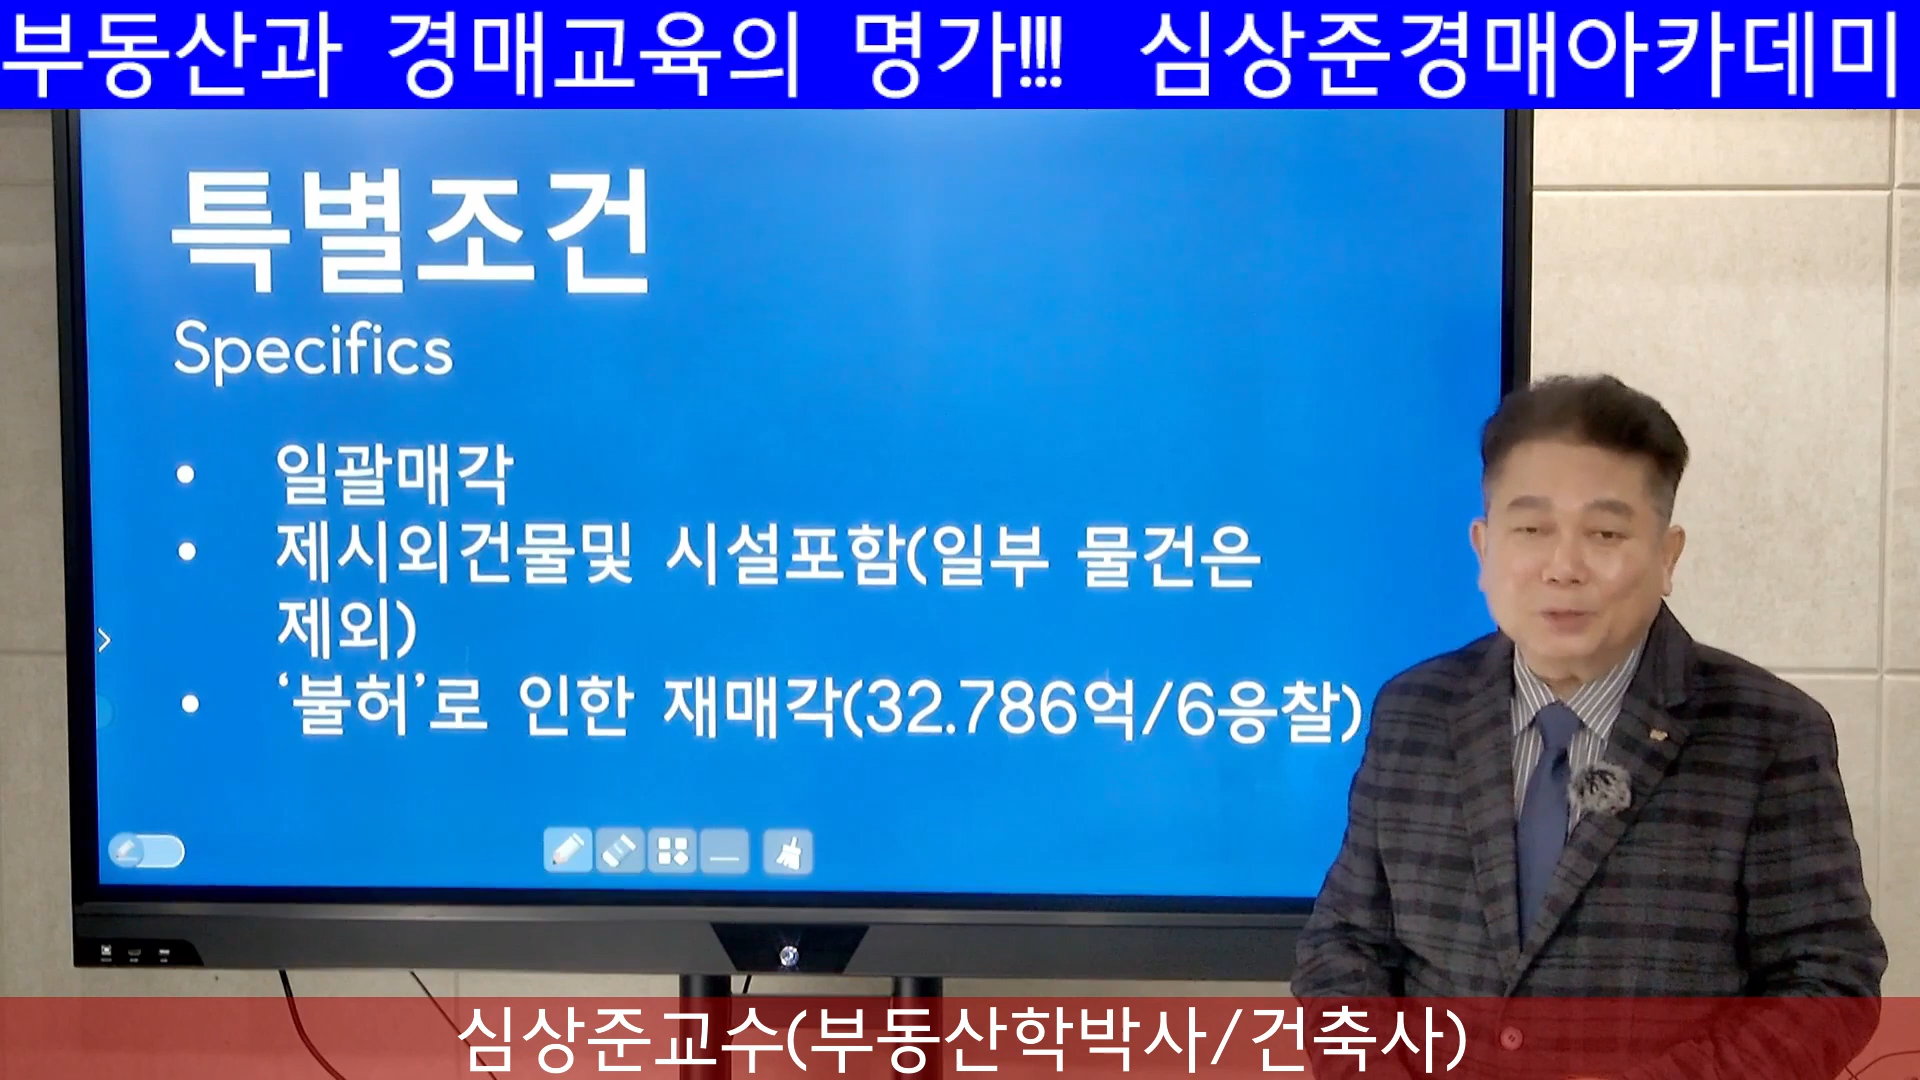 부동산과 경매교육의 명가!!! 심상준경매아카데미
특별조건
Specifics
• 일괄매각
• 제시외건물및 시설포함(일부 물건은
제외)
• ‘불허’로 인한 재매각(32.786억/6응찰)
심상준교수(부동산학박사/건축사)